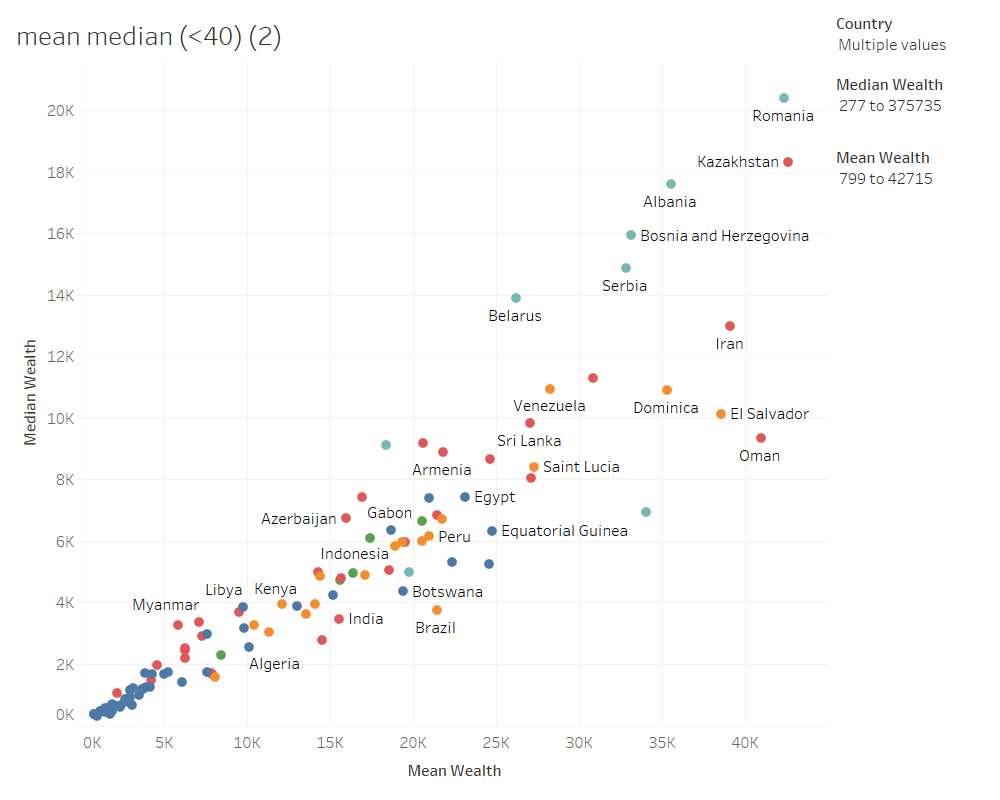 mean median (<40) (2)
Country
Multiple values
Median Wealth
277 to 375735
Mean Wealth
799 to 42715
Median Wealth
20K
18K
16K
14K
12K
10K
8K
6K
4K
2K
0K
Romania
Kazakhstan
Albania
Bosnia and Herzegovina
Serbia
Belarus
Iran
Venezuela
Dominica
El Salvador
Sri Lanka
Oman
Armenia
Saint Lucia
Egypt
Azerbaijan
Gabon
Equatorial Guinea
Peru
Indonesia
Libya
Kenya
Botswana
Myanmar
India
Brazil
Algeria
0K
5K
10K
15K
20K
25K
30K
35K
40K
Mean Wealth